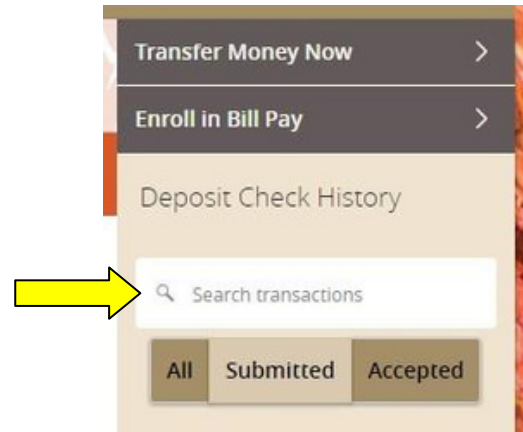 Transfer Money Now
Enroll in Bill Pay
Deposit Check History
Search transactions
All Submitted Accepted